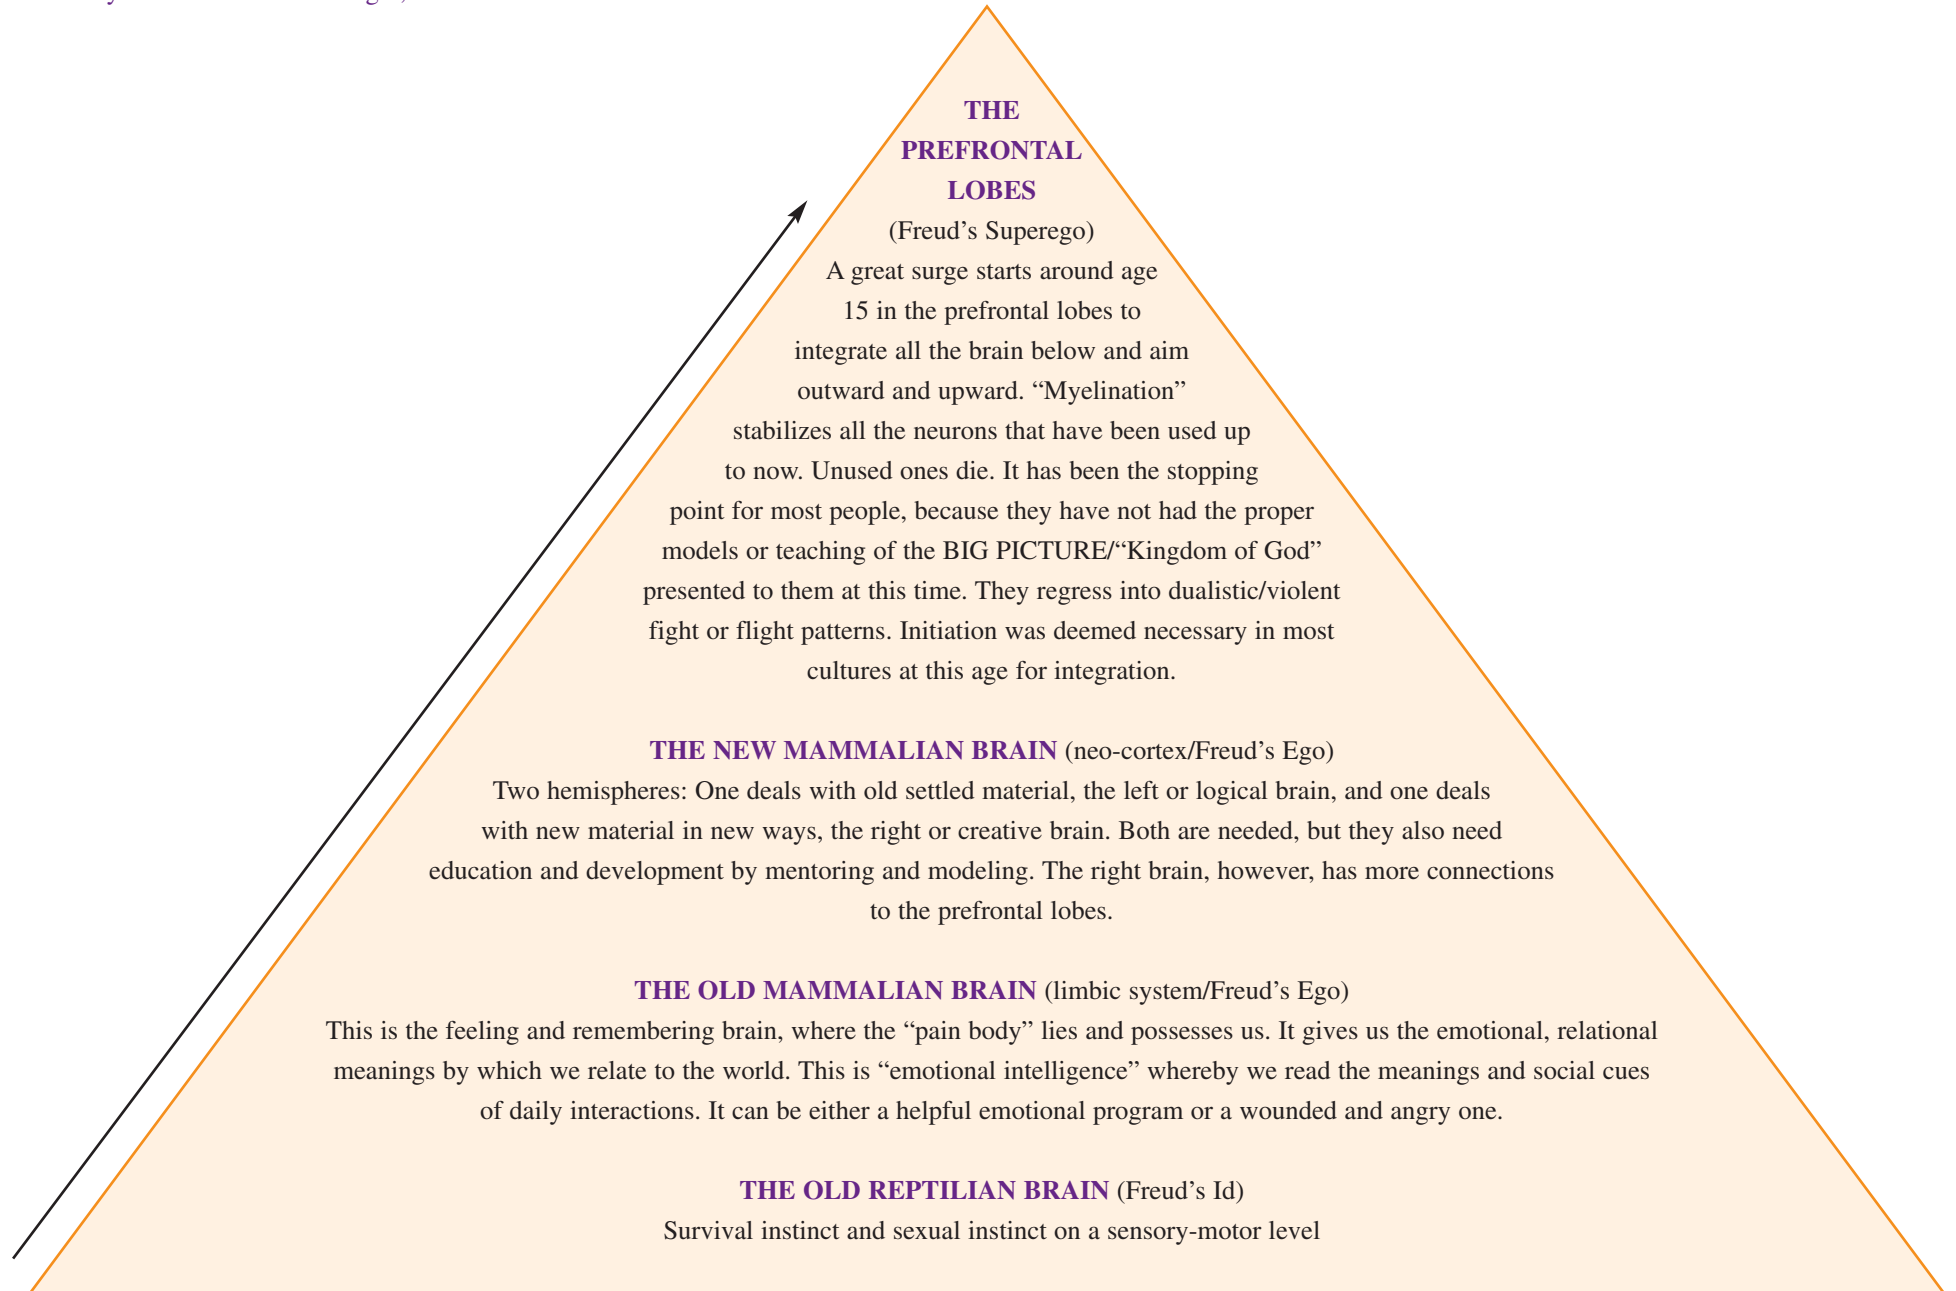 THE
PREFRONTAL
LOBES
(Freud’s Superego)
A great surge starts around age
15 in the prefrontal lobes to
integrate all the brain below and aim
outward and upward. “Myelination”
stabilizes all the neurons that have been used up
to now. Unused ones die. It has been the stopping
point for most people, because they have not had the proper
models or teaching of the BIG PICTURE/“Kingdom of God”
presented to them at this time. They regress into dualistic/violent
fight or flight patterns. Initiation was deemed necessary in most
cultures at this age for integration.
THE NEW MAMMALIAN BRAIN (neo-cortex/Freud’s Ego)
Two hemispheres: One deals with old settled material, the left or logical brain, and one deals
with new material in new ways, the right or creative brain. Both are needed, but they also need
education and development by mentoring and modeling. The right brain, however, has more connections
to the prefrontal lobes.
THE OLD MAMMALIAN BRAIN (limbic system/Freud’s Ego)
This is the feeling and remembering brain, where the “pain body” lies and possesses us. It gives us the emotional, relational
meanings by which we relate to the world. This is “emotional intelligence” whereby we read the meanings and social cues
of daily interactions. It can be either a helpful emotional program or a wounded and angry one.
THE OLD REPTILIAN BRAIN (Freud’s Id)
Survival instinct and sexual instinct on a sensory-motor level